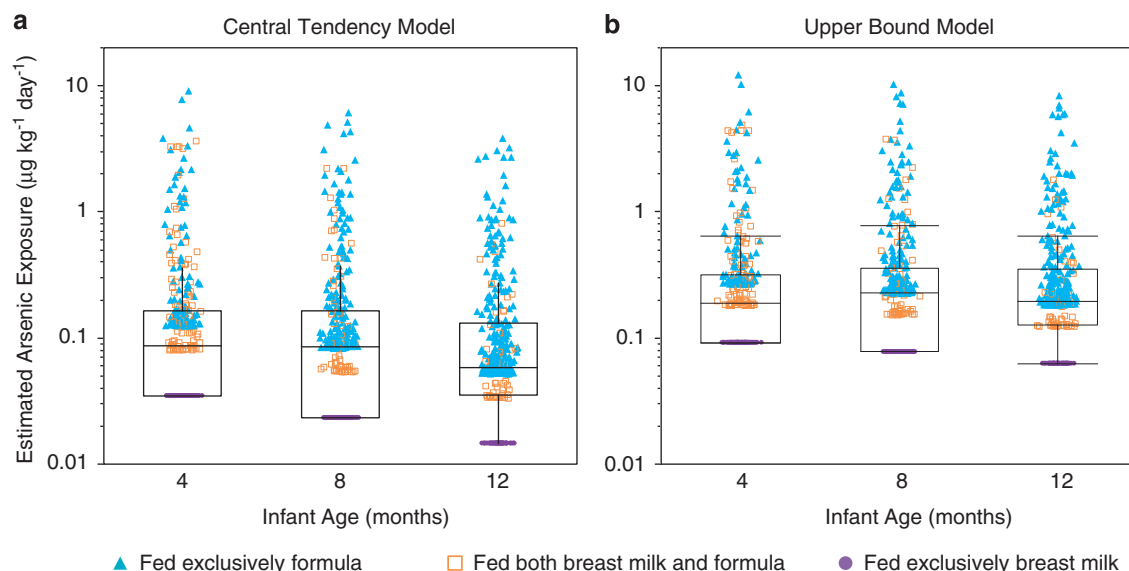 a
Central Tendency Model
b
Upper Bound Model
Estimated Arsenic Exposure (µg kg⁻¹ day⁻¹)
10
1
0.1
0.01
4
8
12
Infant Age (months)
10
1
0.1
0.01
4
8
12
Infant Age (months)
Fed exclusively formula
Fed both breast milk and formula
Fed exclusively breast milk